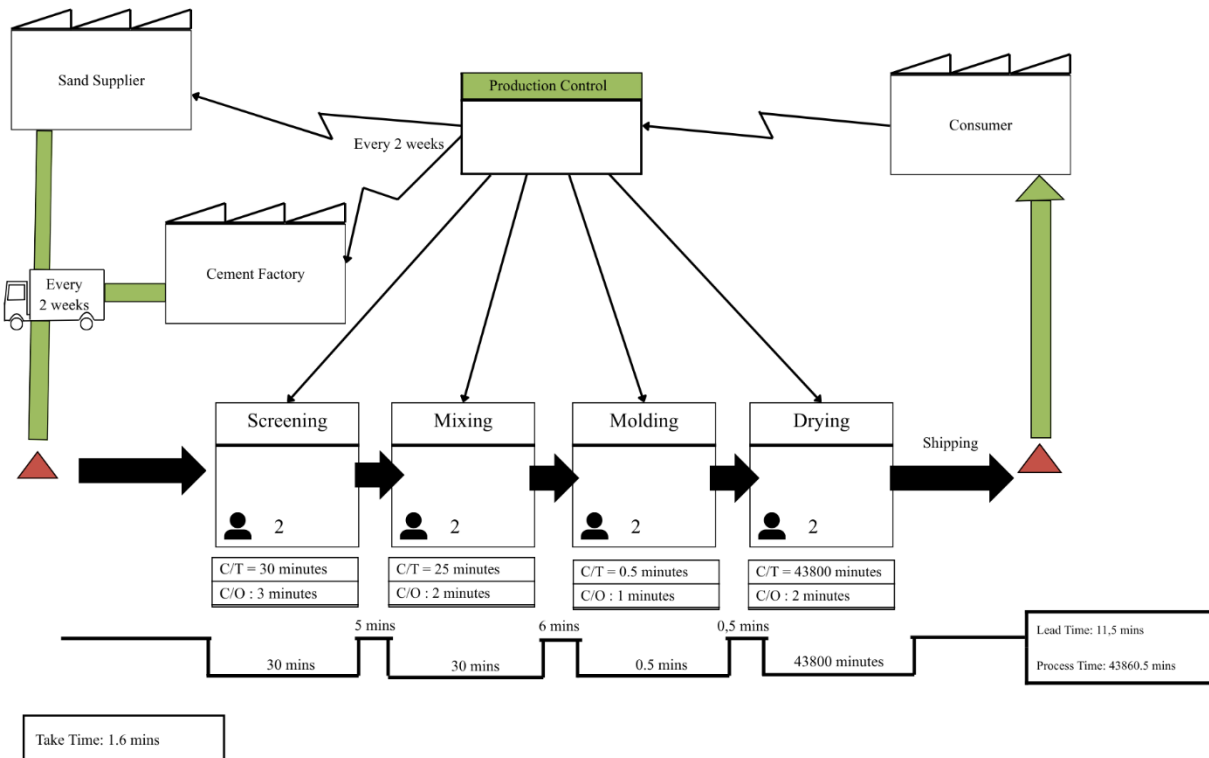 Sand Supplier
Production Control
Consumer
Every 2 weeks
Cement Factory
Every
2 weeks
Screening
Mixing
Molding
Drying
Shipping
2
2
2
2
C/T = 30 minutes
C/O : 3 minutes
C/T = 25 minutes
C/O : 2 minutes
C/T = 0.5 minutes
C/O : 1 minutes
C/T = 43800 minutes
C/O : 2 minutes
5 mins
6 mins
0,5 mins
30 mins
30 mins
0.5 mins
43800 minutes
Lead Time: 11,5 mins
Process Time: 43860.5 mins
Take Time: 1.6 mins